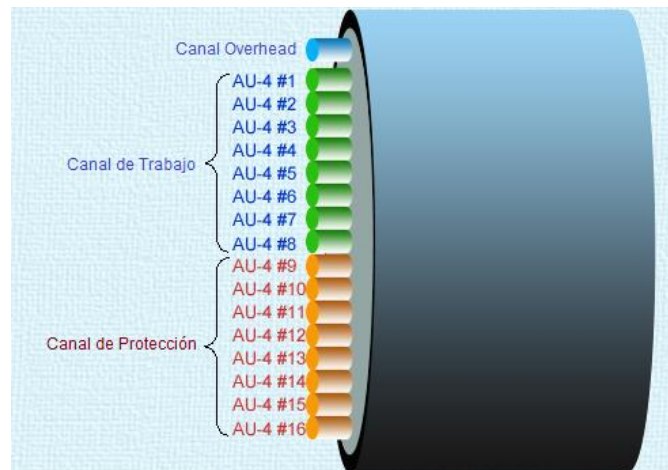 Canal Overhead
AU-4 #1
AU-4 #2
AU-4 #3
AU-4 #4
Canal de Trabajo
AU-4 #5
AU-4 #6
AU-4 #7
AU-4 #8
AU-4 #9
AU-4 #10
AU-4 #11
AU-4 #12
Canal de Protección
AU-4 #13
AU-4 #14
AU-4 #15
AU-4 #16